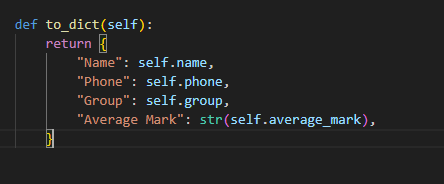 def to_dict(self):
    return {
        "Name": self.name,
        "Phone": self.phone,
        "Group": self.group,
        "Average Mark": str(self.average_mark),
    }